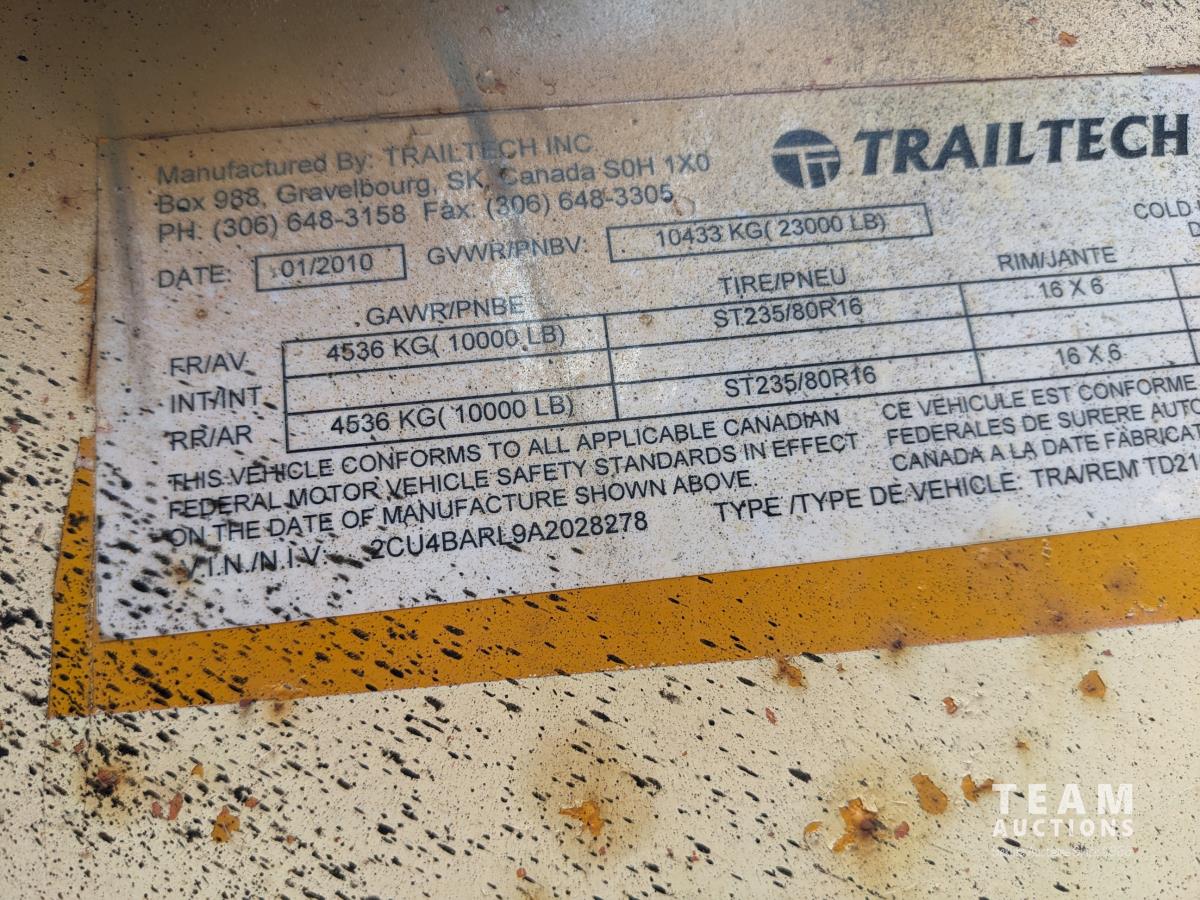 Manufactured By: TRAILTECH INC
Box 988, Gravelbourg, SK, Canada S0H 1X0
PH: (306) 648-3158 Fax: (306) 648-3305
TRAILTECH
DATE: 01/2010 GVWR/PNBV: 10433 KG( 23000 LB)
COLD
GAWR/PNBE TIRE/PNEU RIM/JANTE
FR/AV 4536 KG( 10000 LB) ST235/80R16 16 X 6
INT/INT
RR/AR 4536 KG( 10000 LB) ST235/80R16 16 X 6
THIS VEHICLE CONFORMS TO ALL APPLICABLE CANADIAN
FEDERAL MOTOR VEHICLE SAFETY STANDARDS IN EFFECT
ON THE DATE OF MANUFACTURE SHOWN ABOVE.
CE VEHICULE EST CONFORME
FEDERALES DE SURERE AUTO
CANADA A LA DATE FABRICAT
V.I.N./N.I.V: 2CU4BARL9A2028278
TYPE /TYPE DE VEHICLE: TRA/REM TD21
TEAM
AUCTIONS